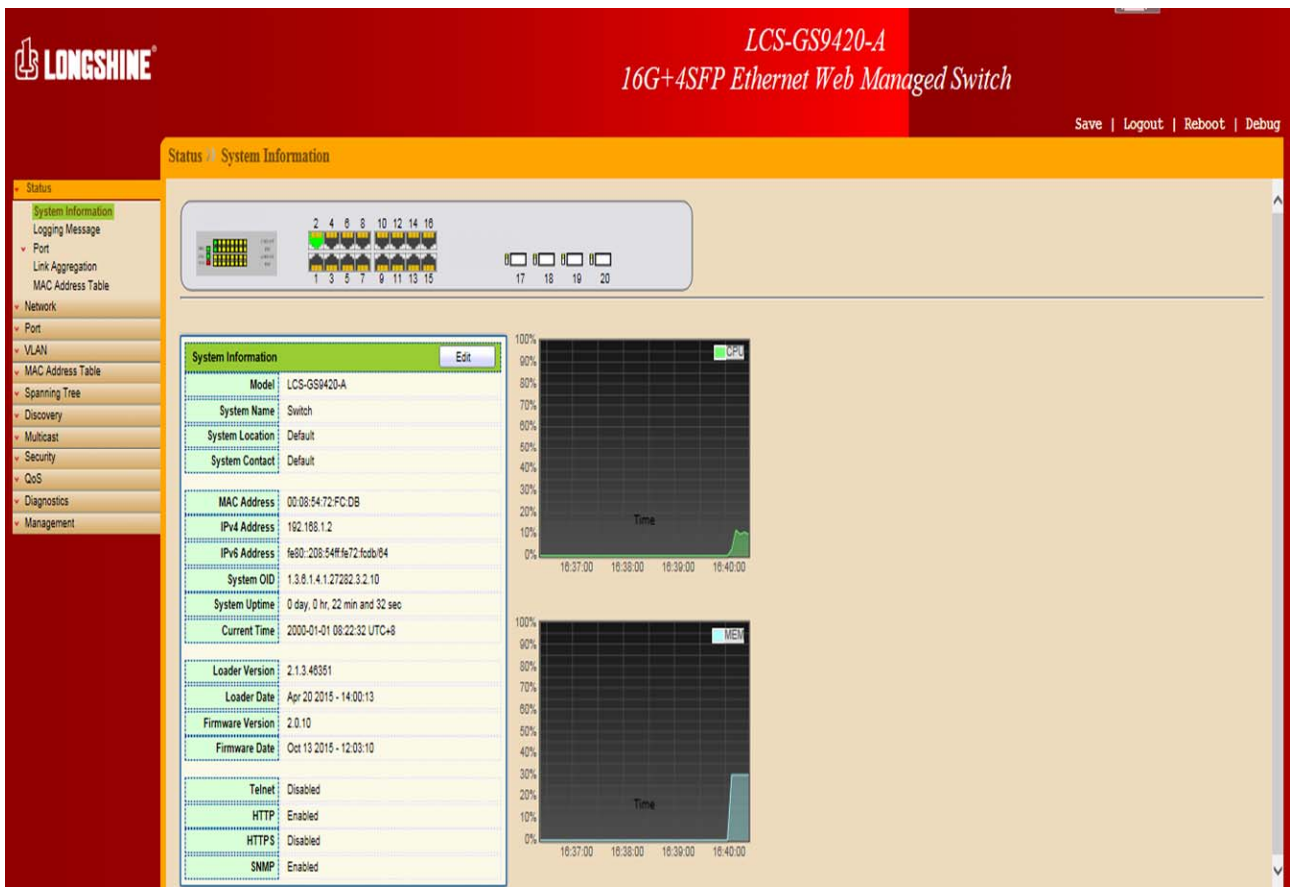 LONGSHINE®
LCS-GS9420-A
16G+4SFP Ethernet Web Managed Switch
Save | Logout | Reboot | Debug
Status » System Information
Status
System Information
Logging Message
Port
Link Aggregation
MAC Address Table
Network
Port
VLAN
MAC Address Table
Spanning Tree
Discovery
Multicast
Security
QoS
Diagnostics
Management
2 4 6 8 10 12 14 16
1 3 5 7 9 11 13 15
17 18 19 20
System Information Edit
Model LCS-GS9420-A
System Name Switch
System Location Default
System Contact Default
MAC Address 00:08:54:72:FC:DB
IPv4 Address 192.168.1.2
IPv6 Address fe80::208:54ff:fe72:fcdb/64
System OID 1.3.6.1.4.1.27282.3.2.10
System Uptime 0 day, 0 hr, 22 min and 32 sec
Current Time 2000-01-01 08:22:32 UTC+8
Loader Version 2.1.3.46351
Loader Date Apr 20 2015 - 14:00:13
Firmware Version 2.0.10
Firmware Date Oct 13 2015 - 12:03:10
Telnet Disabled
HTTP Enabled
HTTPS Disabled
SNMP Enabled
100%
90%
80%
70%
60%
50%
40%
30%
20%
10%
0%
CPU
Time
16:37:00 16:38:00 16:39:00 16:40:00
100%
90%
80%
70%
60%
50%
40%
30%
20%
10%
0%
MEM
Time
16:37:00 16:38:00 16:39:00 16:40:00